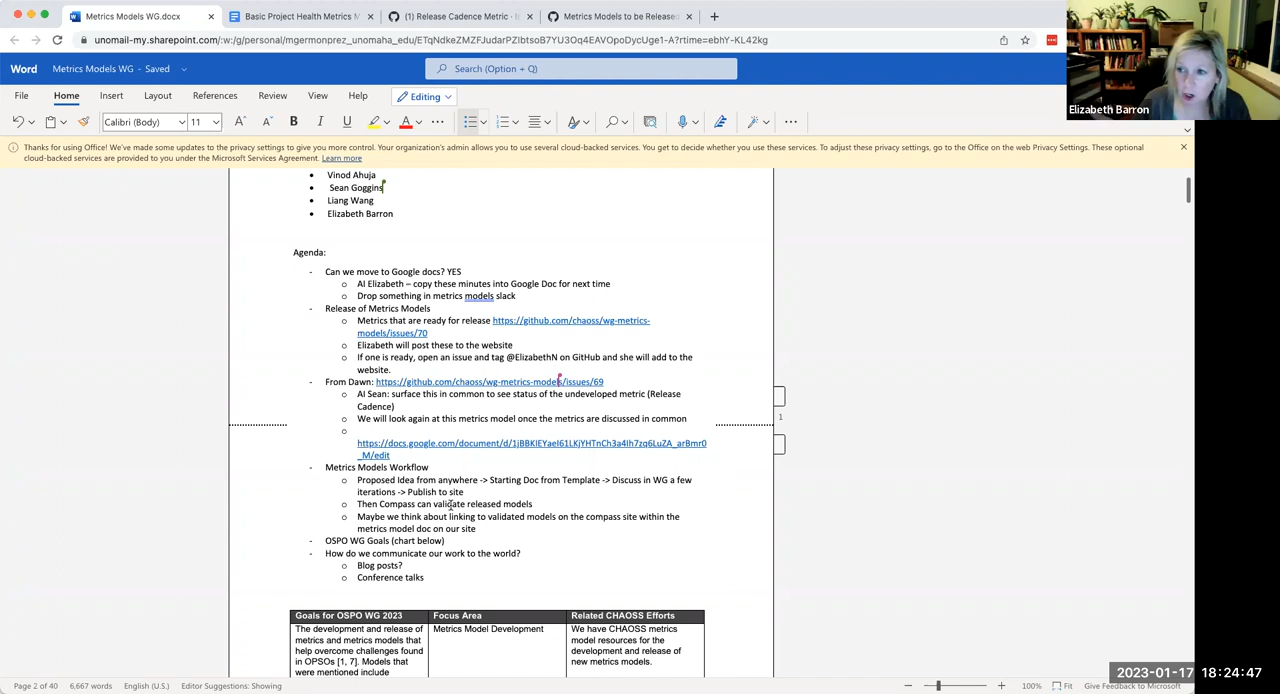 Metrics Models WG.docx
Basic Project Health Metrics M
(1) Release Cadence Metric -
Metrics Models to be Released
unomail-my.sharepoint.com/:w:/g/personal/mgermonprez_unomaha_edu/ETqNdkeZMZFJudarPZIbtsoB7YU3Oq4EAVOpoDycUge1-A?rtime=ebhY-KL42kg
Word
Metrics Models WG - Saved
Search (Option + Q)
File Home Insert Layout References Review View Help Editing
Calibri (Body) 11
Thanks for using Office! We've made some updates to the privacy settings to give you more control. Your organization's admin allows you to use several cloud-backed services. You get to decide whether you use these services. To adjust these privacy settings, go to the Office on the web Privacy Settings. These optional
cloud-backed services are provided to you under the Microsoft Services Agreement. Learn more
Elizabeth Barron
• Vinod Ahuja
• Sean Goggins
• Liang Wang
• Elizabeth Barron
Agenda:
- Can we move to Google docs? YES
o AI Elizabeth – copy these minutes into Google Doc for next time
o Drop something in metrics models slack
- Release of Metrics Models
o Metrics that are ready for release https://github.com/chaoss/wg-metrics-
models/issues/70
o Elizabeth will post these to the website
o If one is ready, open an issue and tag @ElizabethN on GitHub and she will add to the
website.
- From Dawn: https://github.com/chaoss/wg-metrics-models/issues/69
o AI Sean: surface this in common to see status of the undeveloped metric (Release
Cadence)
o We will look again at this metrics model once the metrics are discussed in common
o
https://docs.google.com/document/d/1jBBKlEYaeI61LKjYHTnCh3a4Ih7zq6LuZA_arBmr0
_M/edit
- Metrics Models Workflow
o Proposed Idea from anywhere -> Starting Doc from Template -> Discuss in WG a few
iterations -> Publish to site
o Then Compass can validate released models
o Maybe we think about linking to validated models on the compass site within the
metrics model doc on our site
- OSPO WG Goals (chart below)
- How do we communicate our work to the world?
o Blog posts?
o Conference talks
Goals for OSPO WG 2023 Focus Area Related CHAOSS Efforts
The development and release of
metrics and metrics models that
help overcome challenges found
in OPSOs [1, 7]. Models that
were mentioned include
Metrics Model Development
We have CHAOSS metrics
model resources for the
development and release of
new metrics models.
1
Page 2 of 40 6,667 words English (U.S.) Editor Suggestions: Showing
100% Fit Give Feedback to Microsoft
2023-01-17 18:24:47